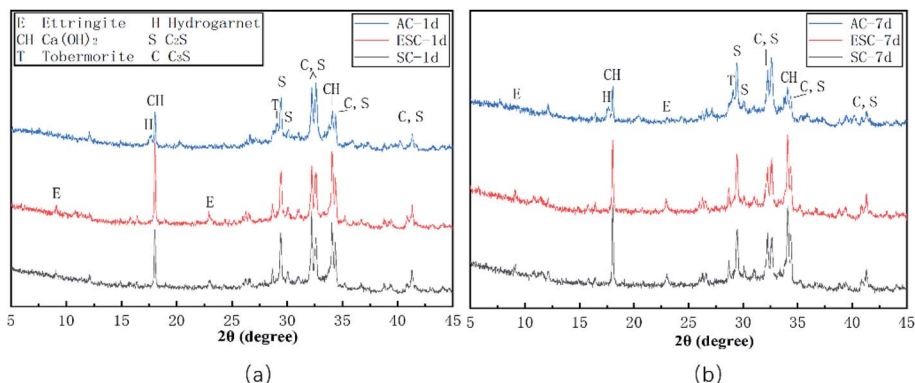 (a)
E Ettringite H Hydrogarnet
CH Ca(OH)2 S C2S
T Tobermorite C C3S
AC-1d
ESC-1d
SC-1d
C, S
S
CH
CH
T
C, S
H
S
C, S
E
E
5 10 15 20 25 30 35 40 45
2θ (degree)
(a)
(b)
AC-7d
ESC-7d
SC-7d
C, S
S
CH
CH
T
C, S
E
H
E
S
C, S
5 10 15 20 25 30 35 40 45
2θ (degree)
(b)